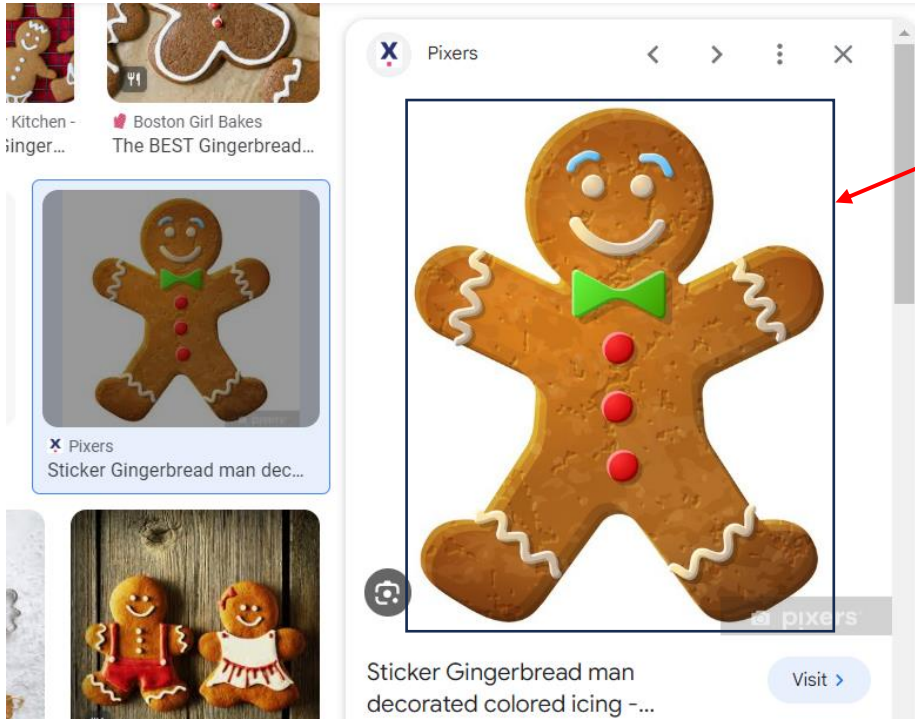 Kitchen -
Ginger...
Boston Girl Bakes
The BEST Gingerbread...
Pixers
Sticker Gingerbread man dec...
Pixers
pixers
Sticker Gingerbread man
decorated colored icing -...
Visit >